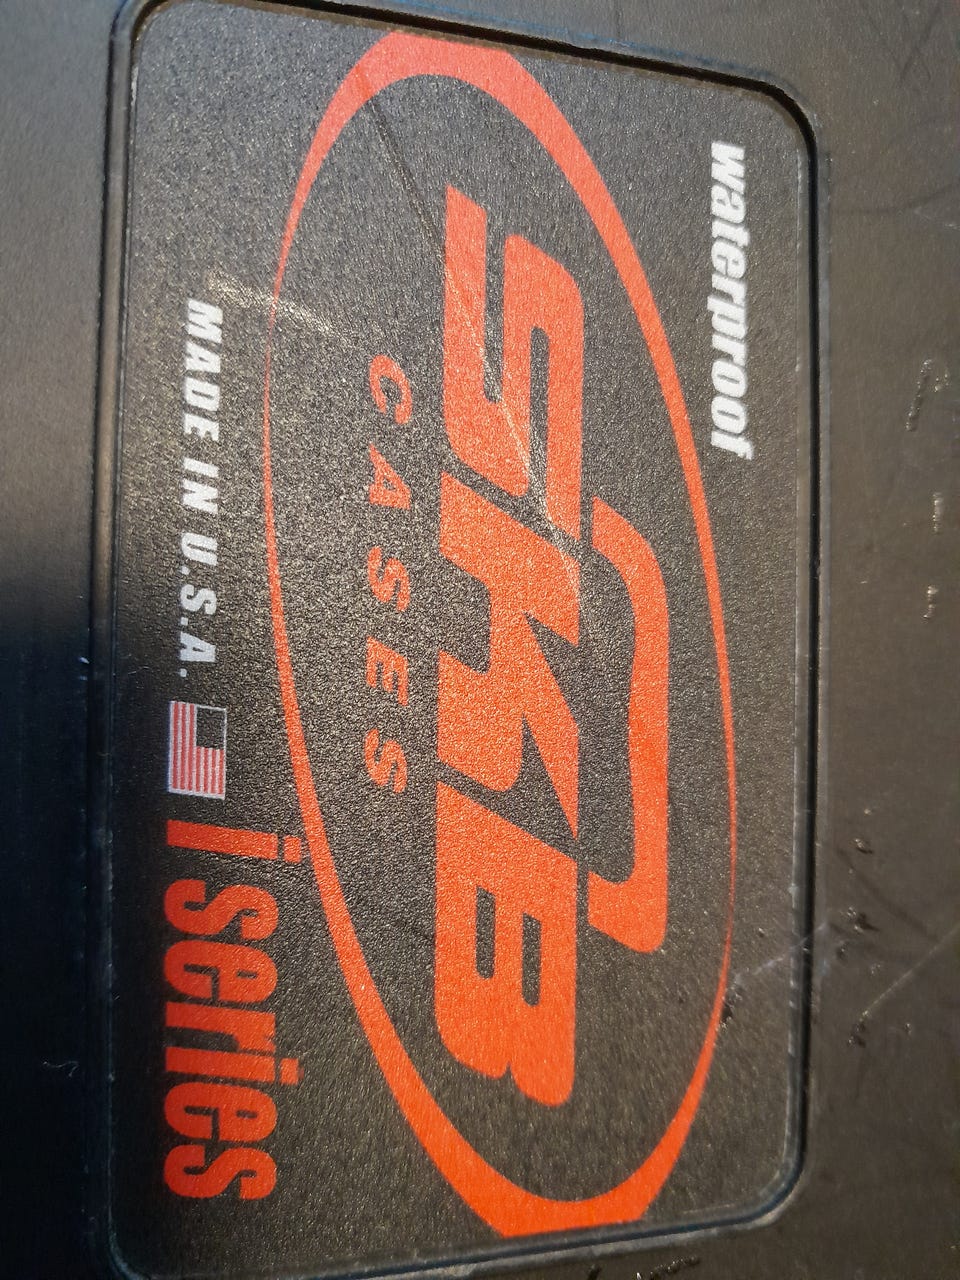 waterproof
SKB
CASES
MADE IN U.S.A.
i series